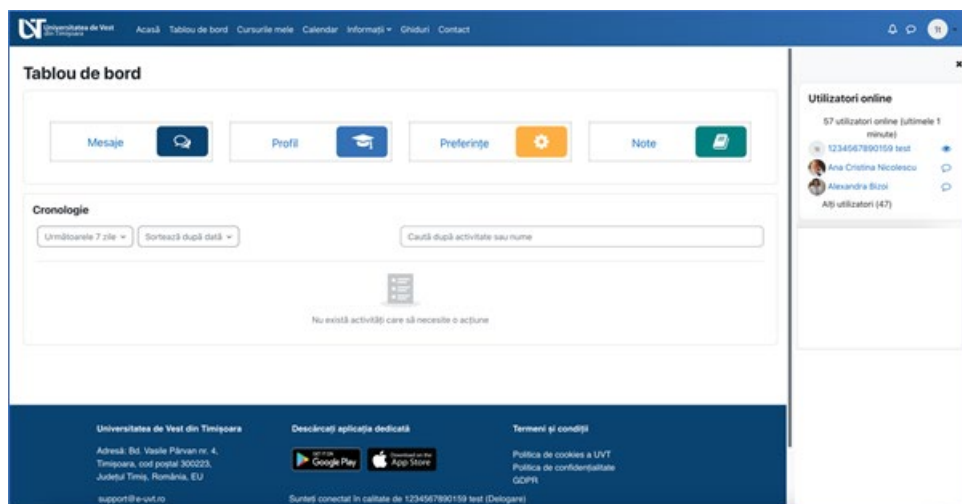 Universitatea de Vest
din Timișoara
Acasă Tablou de bord Cursurile mele Calendar Informații Ghiduri Contact
Tablou de bord
Mesaje Profil Preferințe Note
Cronologie
Următoarele 7 zile Sortează după dată Caută după activitate sau nume
Nu există activități care să necesite o acțiune
Utilizatori online
57 utilizatori online (ultimele 1
minute)
1234567890159 test
Ana Cristina Nicolescu
Alexandra Bizoi
Alți utilizatori (47)
Universitatea de Vest din Timișoara
Adresă: Bd. Vasile Pârvan nr. 4,
Timișoara, cod poștal 300223,
Județul Timiș, România, EU
support@e-uvt.ro
Descărcați aplicația dedicată
GET IT ON
Google Play
Download on the
App Store
Sunteți conectat în calitate de 1234567890159 test (Delogare)
Termeni și condiții
Politica de cookies a UVT
Politica de confidențialitate
GDPR